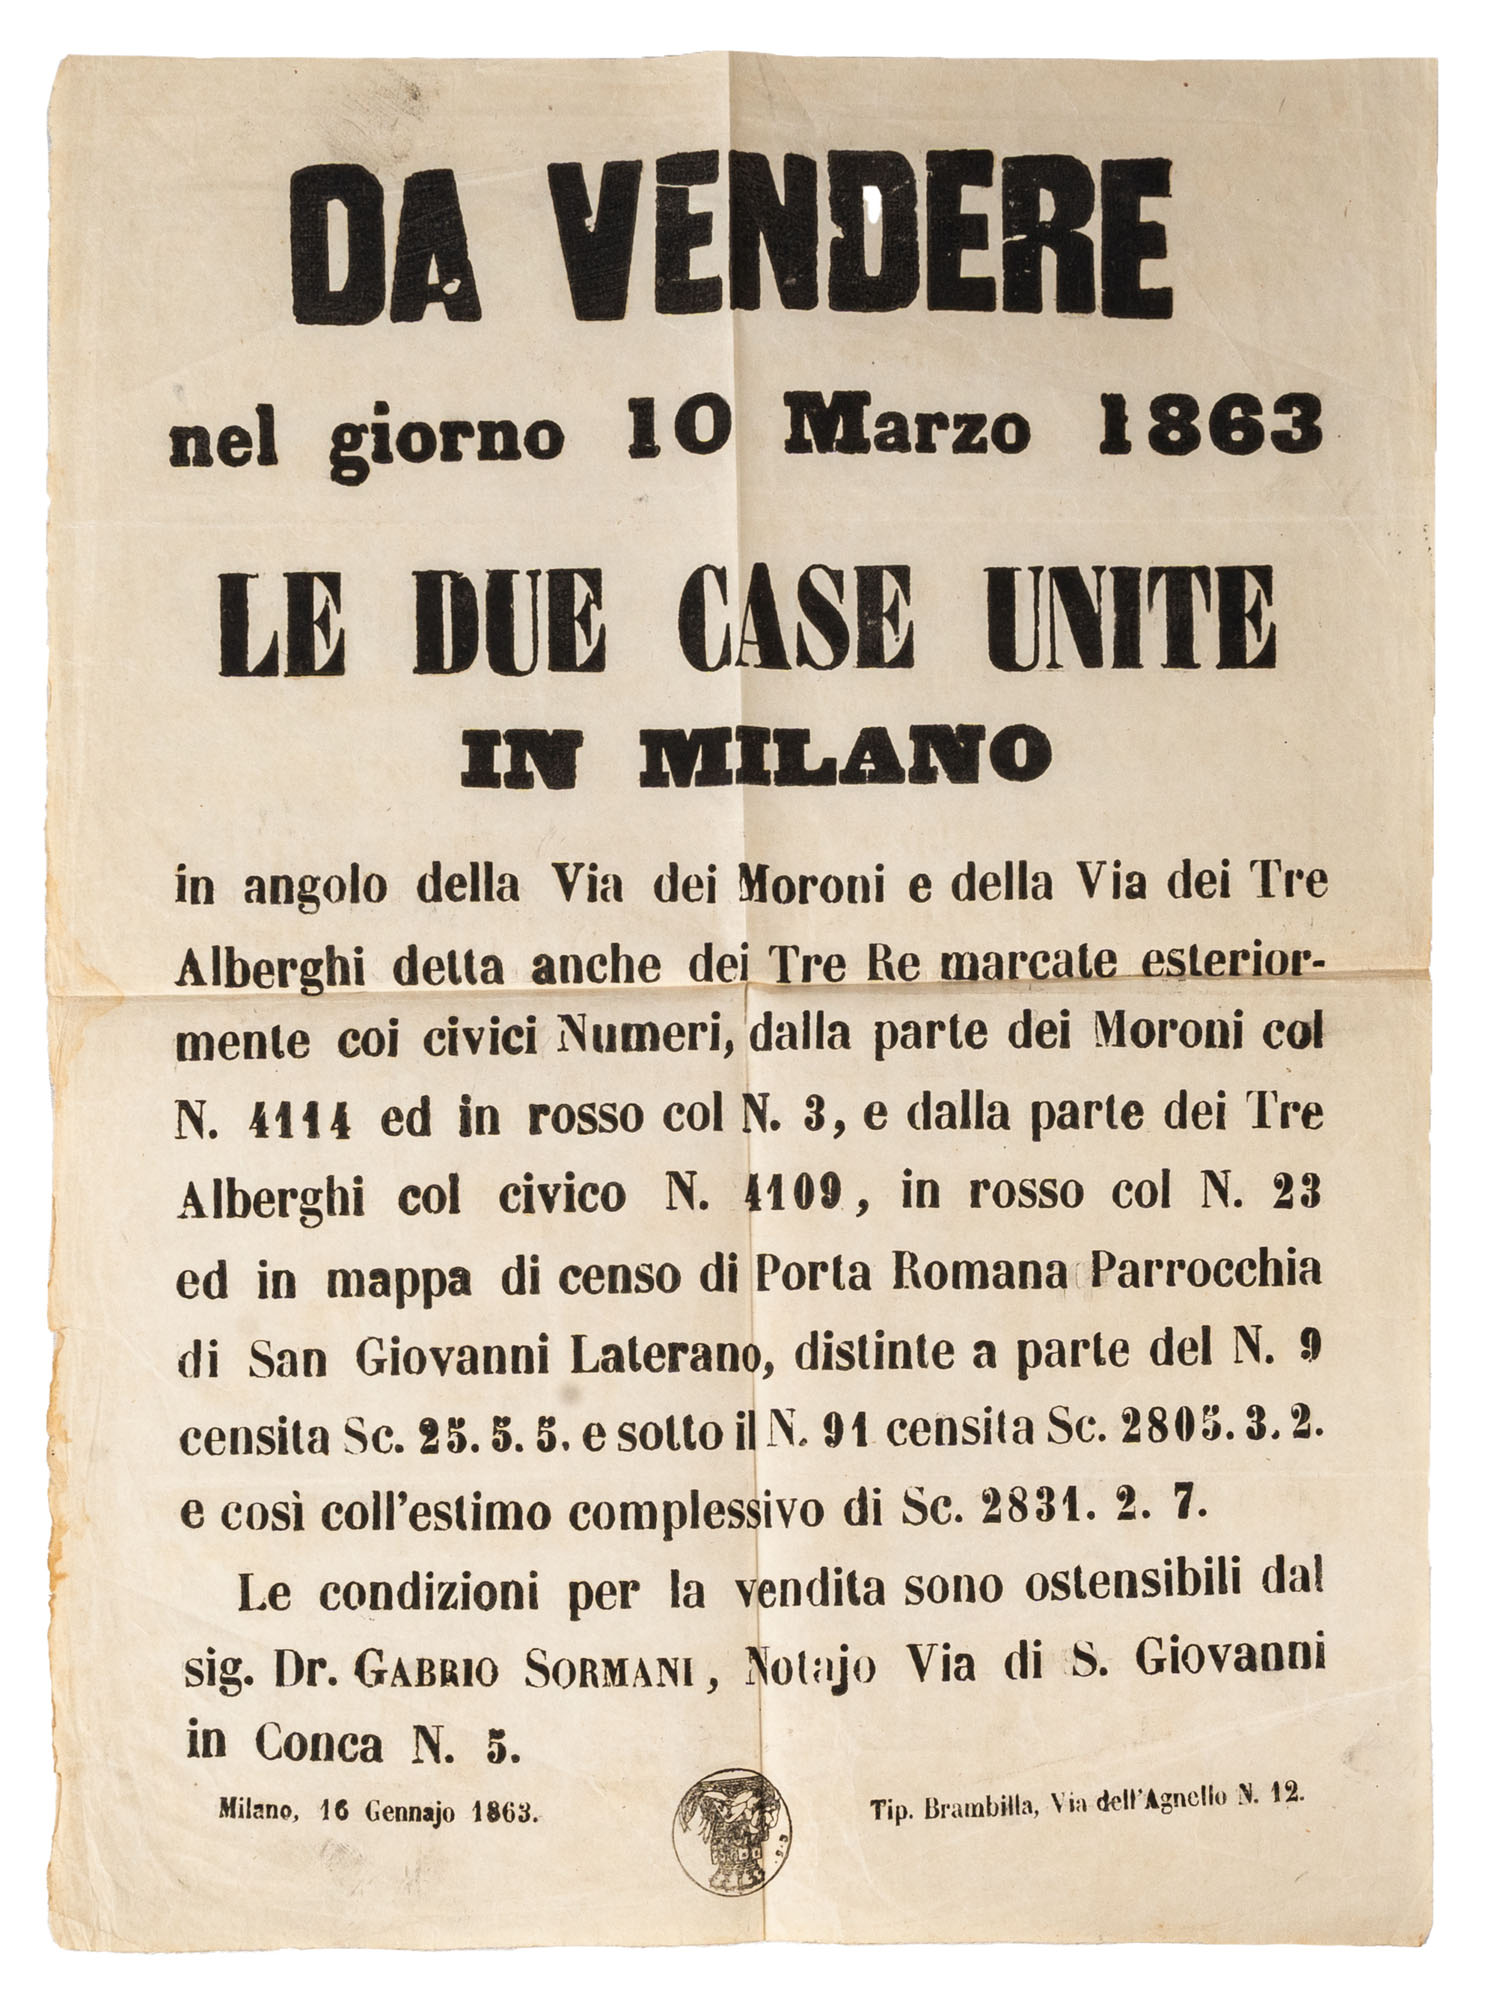 DA VENDERE
nel giorno 10 Marzo 1863
LE DUE CASE UNITE
IN MILANO
in angolo della Via dei Moroni e della Via dei Tre
Alberghi detta anche dei Tre Re marcate esterior-
mente coi civici Numeri, dalla parte dei Moroni col
N. 4114 ed in rosso col N. 3, e dalla parte dei Tre
Alberghi col civico N. 4109, in rosso col N. 23
ed in mappa di censo di Porta Romana Parrocchia
di San Giovanni Laterano, distinte a parte del N. 9
censita Sc. 25. 5. 5. e sotto il N. 91 censita Sc. 2805. 3. 2.
e così coll'estimo complessivo di Sc. 2831. 2. 7.
Le condizioni per la vendita sono ostensibili dal
sig. Dr. GABRIO SORMANI, Notajo Via di S. Giovanni
in Conca N. 5.
Milano, 16 Gennajo 1863.
Tip. Brambilla, Via dell'Agnello N. 12.